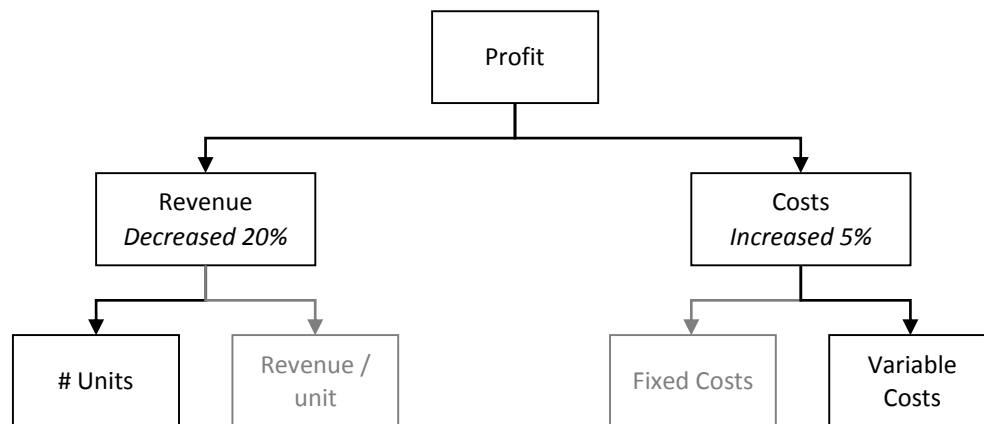 Profit
Revenue
Decreased 20%
Costs
Increased 5%
# Units
Revenue /
unit
Fixed Costs
Variable
Costs